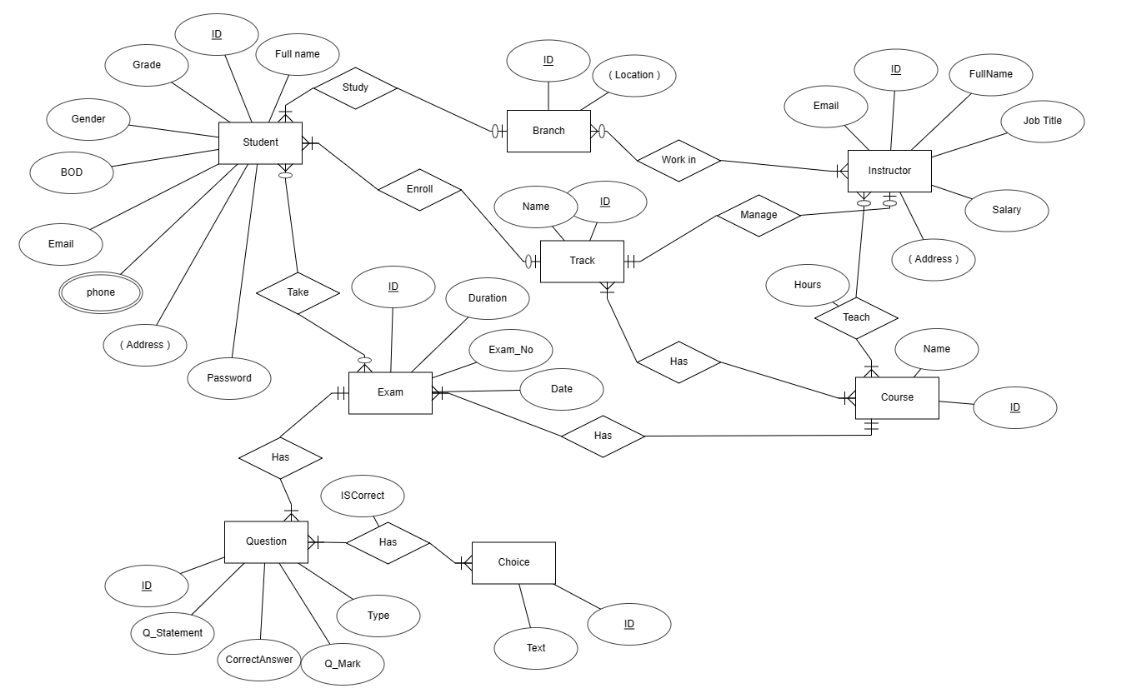 ID
Full name
Grade
Gender
BOD
Email
phone
( Address )
Password
Student
Study
ID
( Location )
Branch
Work in
ID
FullName
Email
Job Title
Salary
( Address )
Instructor
Enroll
Name
ID
Track
Manage
Take
ID
Duration
Exam_No
Date
Exam
Hours
Teach
Has
Name
Course
ID
Has
Has
ISCorrect
Question
Has
Choice
ID
Q_Statement
CorrectAnswer
Q_Mark
Type
Text
ID